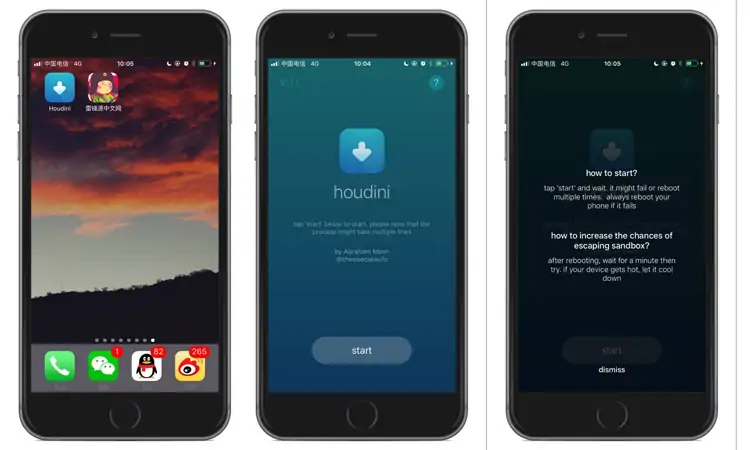 中国电信 4G 10:05
Houdini
雷锋源中文网
1
82
265
中国电信 4G 10:04
?
houdini
tap 'start' below to start. please note that the
process might take multiple tries
by Abraham Masri
@cheesecakeufo
start
中国电信 4G 10:05
how to start?
tap 'start' and wait. it might fail or reboot
multiple times. always reboot your
phone if it fails
how to increase the chances of
escaping sandbox?
after rebooting, wait for a minute then
try. if your device gets hot, let it cool
down
start
dismiss